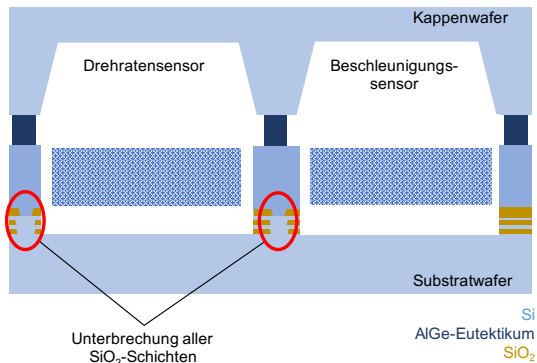 Kappenwafer
Drehratensensor
Beschleunigungs-
sensor
Substratwafer
Unterbrechung aller
SiO₂-Schichten
Si
AlGe-Eutektikum
SiO₂